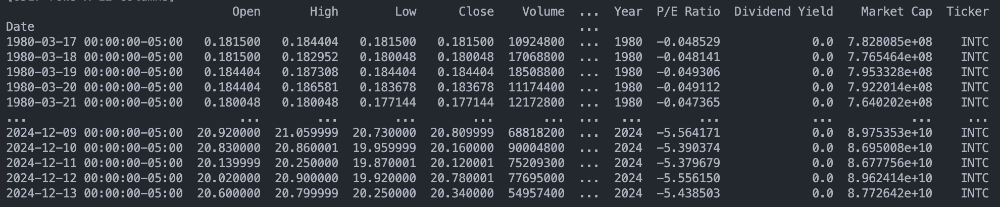 Open High Low Close Volume ... Year P/E Ratio Dividend Yield Market Cap Ticker
Date ...
1980-03-17 00:00:00-05:00 0.181500 0.184404 0.181500 0.181500 10924800 ... 1980 -0.048529 0.0 7.828085e+08 INTC
1980-03-18 00:00:00-05:00 0.181500 0.182952 0.180048 0.180048 17068800 ... 1980 -0.048141 0.0 7.765464e+08 INTC
1980-03-19 00:00:00-05:00 0.184404 0.187308 0.184404 0.184404 18508800 ... 1980 -0.049306 0.0 7.953328e+08 INTC
1980-03-20 00:00:00-05:00 0.184404 0.186581 0.183678 0.183678 11174400 ... 1980 -0.049112 0.0 7.922014e+08 INTC
1980-03-21 00:00:00-05:00 0.180048 0.180048 0.177144 0.177144 12172800 ... 1980 -0.047365 0.0 7.640202e+08 INTC
... ... ... ... ... ... ... ... ... ... ... ...
2024-12-09 00:00:00-05:00 20.920000 21.059999 20.730000 20.809999 68818200 ... 2024 -5.564171 0.0 8.975353e+10 INTC
2024-12-10 00:00:00-05:00 20.830000 20.860001 19.959999 20.160000 90004800 ... 2024 -5.390374 0.0 8.695008e+10 INTC
2024-12-11 00:00:00-05:00 20.139999 20.250000 19.870001 20.120001 75209300 ... 2024 -5.379679 0.0 8.677756e+10 INTC
2024-12-12 00:00:00-05:00 20.020000 20.900000 19.920000 20.780001 77695000 ... 2024 -5.556150 0.0 8.962414e+10 INTC
2024-12-13 00:00:00-05:00 20.600000 20.799999 20.250000 20.340000 54957400 ... 2024 -5.438503 0.0 8.772642e+10 INTC